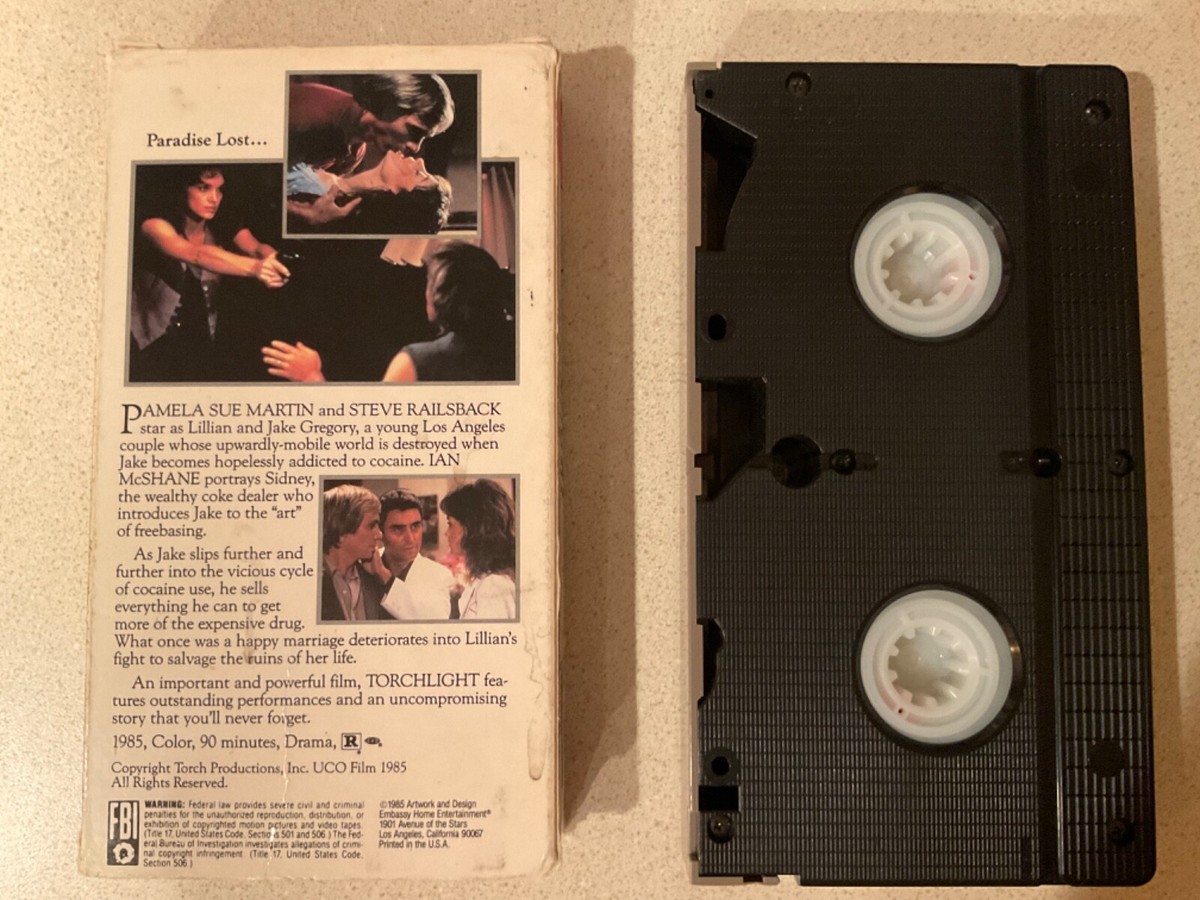 Paradise Lost...
PAMELA SUE MARTIN and STEVE RAILSBACK
star as Lillian and Jake Gregory, a young Los Angeles
couple whose upwardly-mobile world is destroyed when
Jake becomes hopelessly addicted to cocaine. IAN
McSHANE portrays Sidney,
the wealthy coke dealer who
introduces Jake to the "art"
of freebasing.
As Jake slips further and
further into the vicious cycle
of cocaine use, he sells
everything he can to get
more of the expensive drug.
What once was a happy marriage deteriorates into Lillian's
fight to salvage the ruins of her life.
An important and powerful film, TORCHLIGHT fea-
tures outstanding performances and an uncompromising
story that you'll never forget.
1985, Color, 90 minutes, Drama, R
Copyright Torch Productions, Inc. UCO Film 1985
All Rights Reserved.
FBI
WARNING: Federal law provides severe civil and criminal
penalties for the unauthorized reproduction, distribution, or
exhibition of copyrighted motion pictures and video tapes.
(Title 17, United States Code, Sections 501 and 506.) The Fed-
eral Bureau of Investigation investigates allegations of crimi-
nal copyright infringement. (Title 17, United States Code,
Section 506.)
©1985 Artwork and Design
Embassy Home Entertainment®
1901 Avenue of the Stars
Los Angeles, California 90067
Printed in the U.S.A.